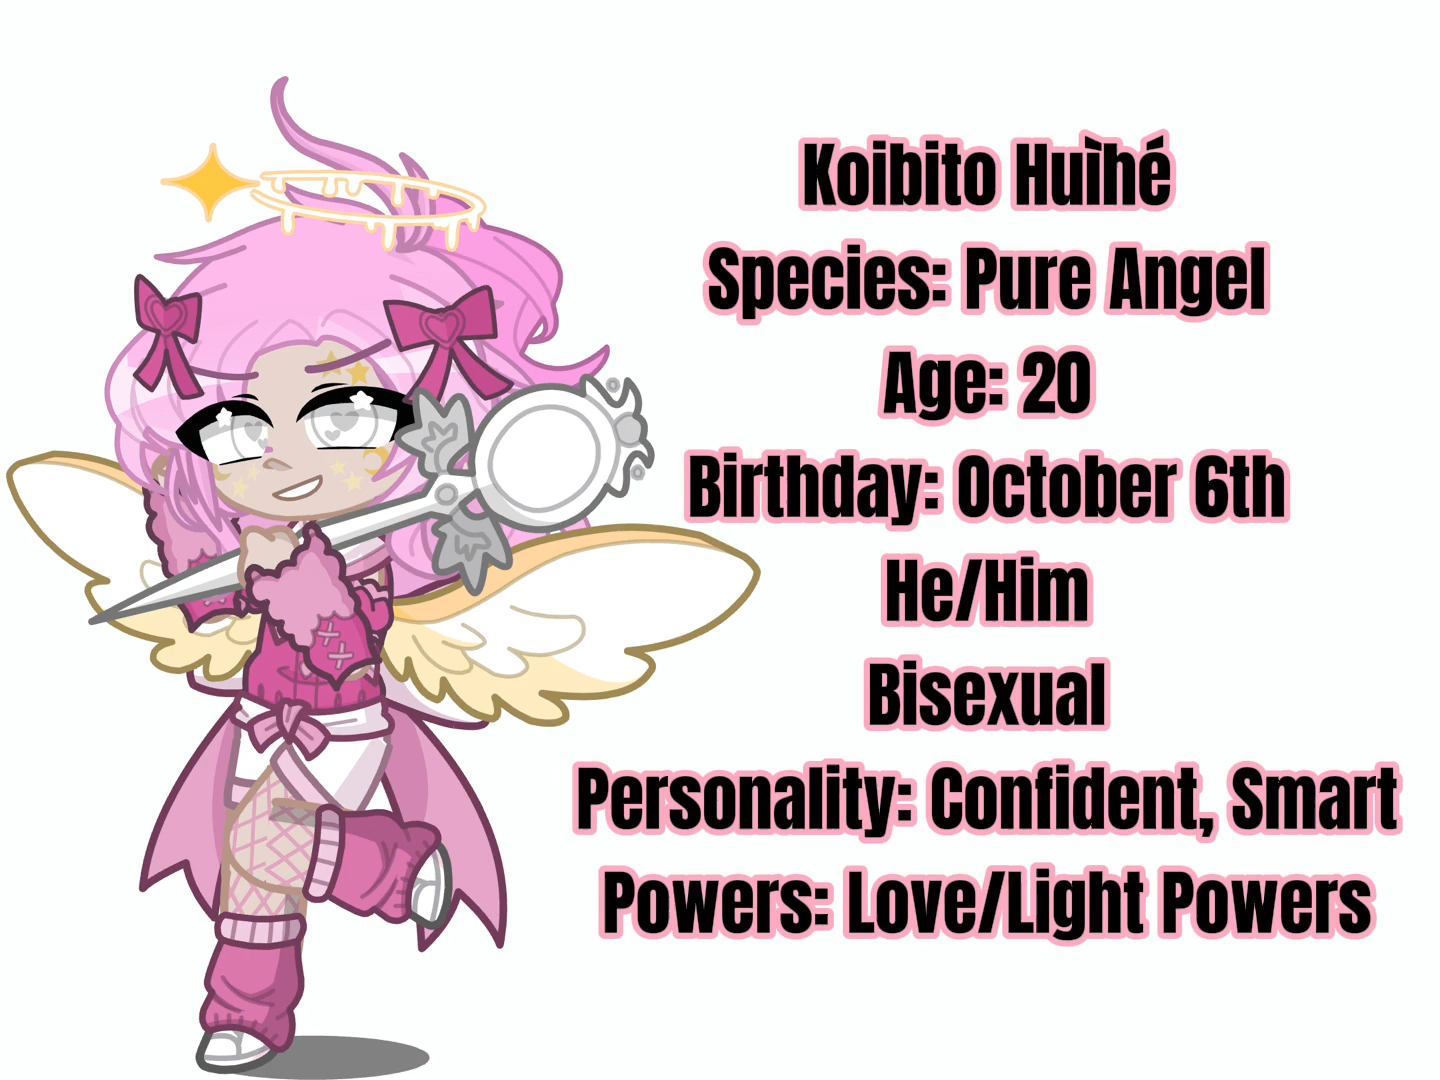 Koibito Huìhé
Species: Pure Angel
Age: 20
Birthday: October 6th
He/Him
Bisexual
Personality: Confident, Smart
Powers: Love/Light Powers